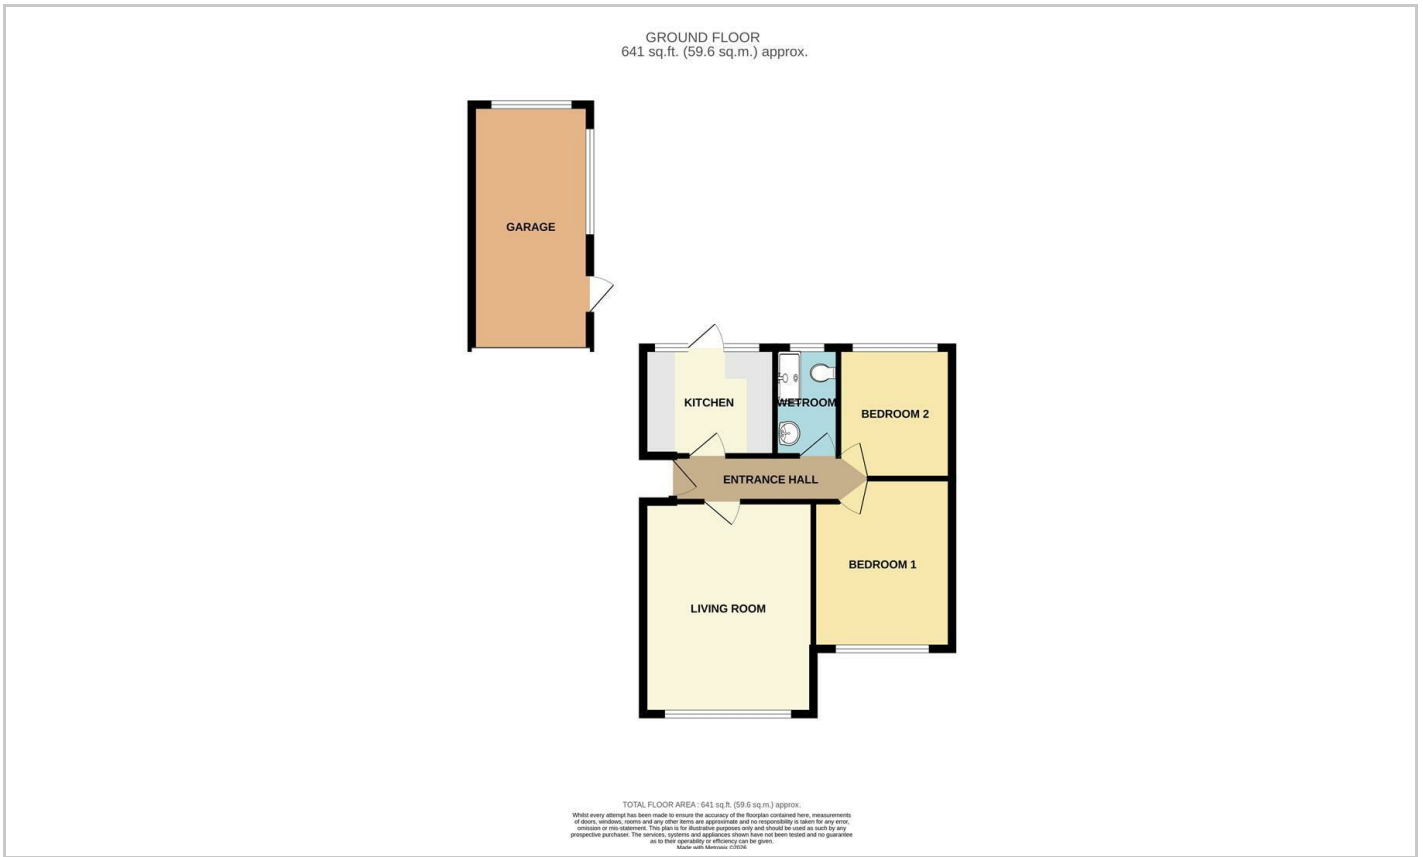 GROUND FLOOR
641 sq.ft. (59.6 sq.m.) approx.
GARAGE
KITCHEN
WETROOM
BEDROOM 2
ENTRANCE HALL
BEDROOM 1
LIVING ROOM
TOTAL FLOOR AREA : 641 sq.ft. (59.6 sq.m.) approx.
Whilst every attempt has been made to ensure the accuracy of the floorplan contained here, measurements
of doors, windows, rooms and any other items are approximate and no responsibility is taken for any error,
omission or mis-statement. This plan is for illustrative purposes only and should be used as such by any
prospective purchaser. The services, systems and appliances shown have not been tested and no guarantee
as to their operability or efficiency can be given.
Made with Metropix ©2026